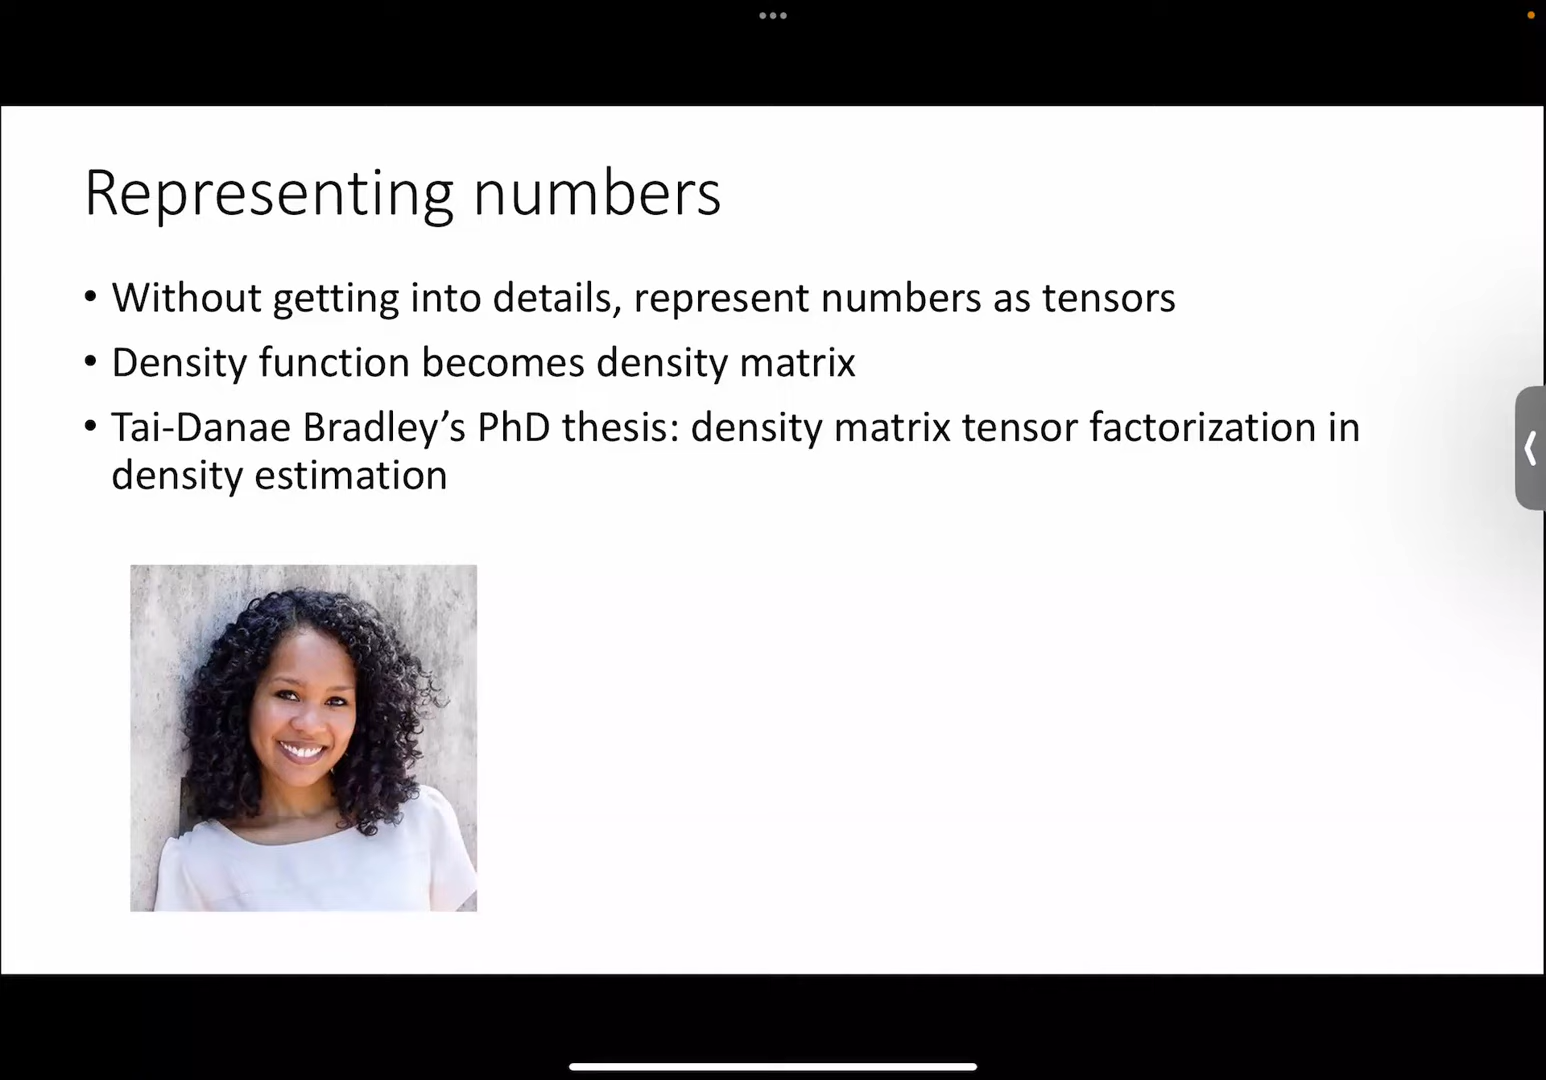 Representing numbers
• Without getting into details, represent numbers as tensors
• Density function becomes density matrix
• Tai-Danae Bradley’s PhD thesis: density matrix tensor factorization in
density estimation